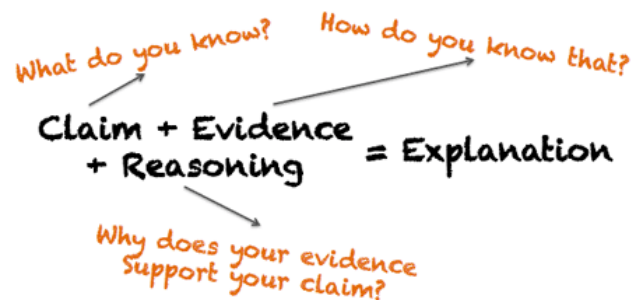 What do you know?
How do you know that?
Claim + Evidence
+ Reasoning
= Explanation
Why does your evidence
Support your claim?